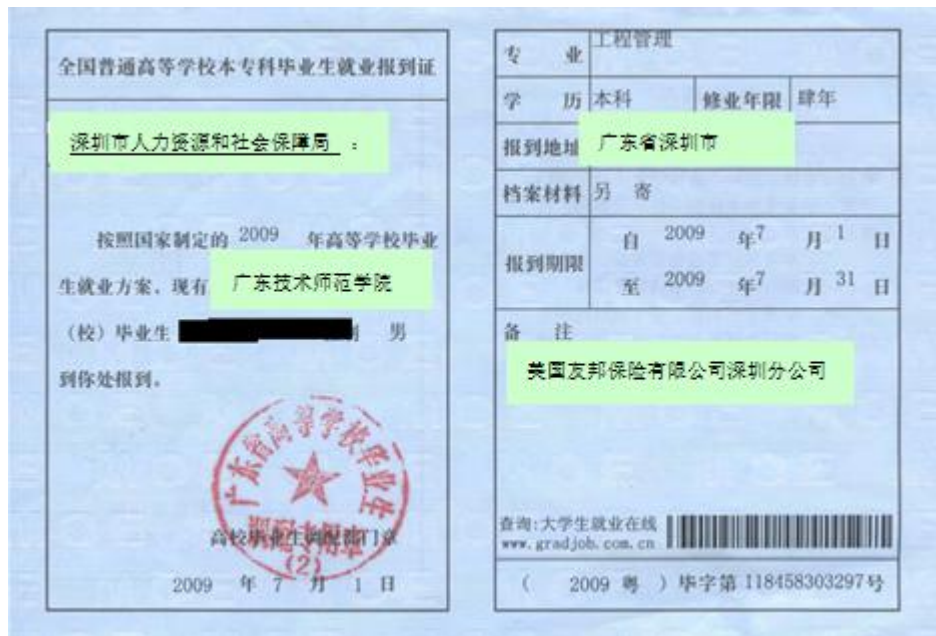 全国普通高等学校本专科毕业生就业报到证
深圳市人力资源和社会保障局 ：
按照国家制定的 2009 年高等学校毕业
生就业方案、现有 广东技术师范学院
（校）毕业生 男
到你处报到。
高校毕业生调配部门章
(2)
2009 年 7 月 1 日
专 业 工程管理
学 历 本科 修业年限 肆年
报到地址 广东省深圳市
档案材料 另 寄
报到期限 自 2009 年7 月 1 日
至 2009 年7 月 31 日
备 注
美国友邦保险有限公司深圳分公司
查询:大学生就业在线
www.gradjob.com.cn
（ 2009 粤 ）毕字第 118458303297号